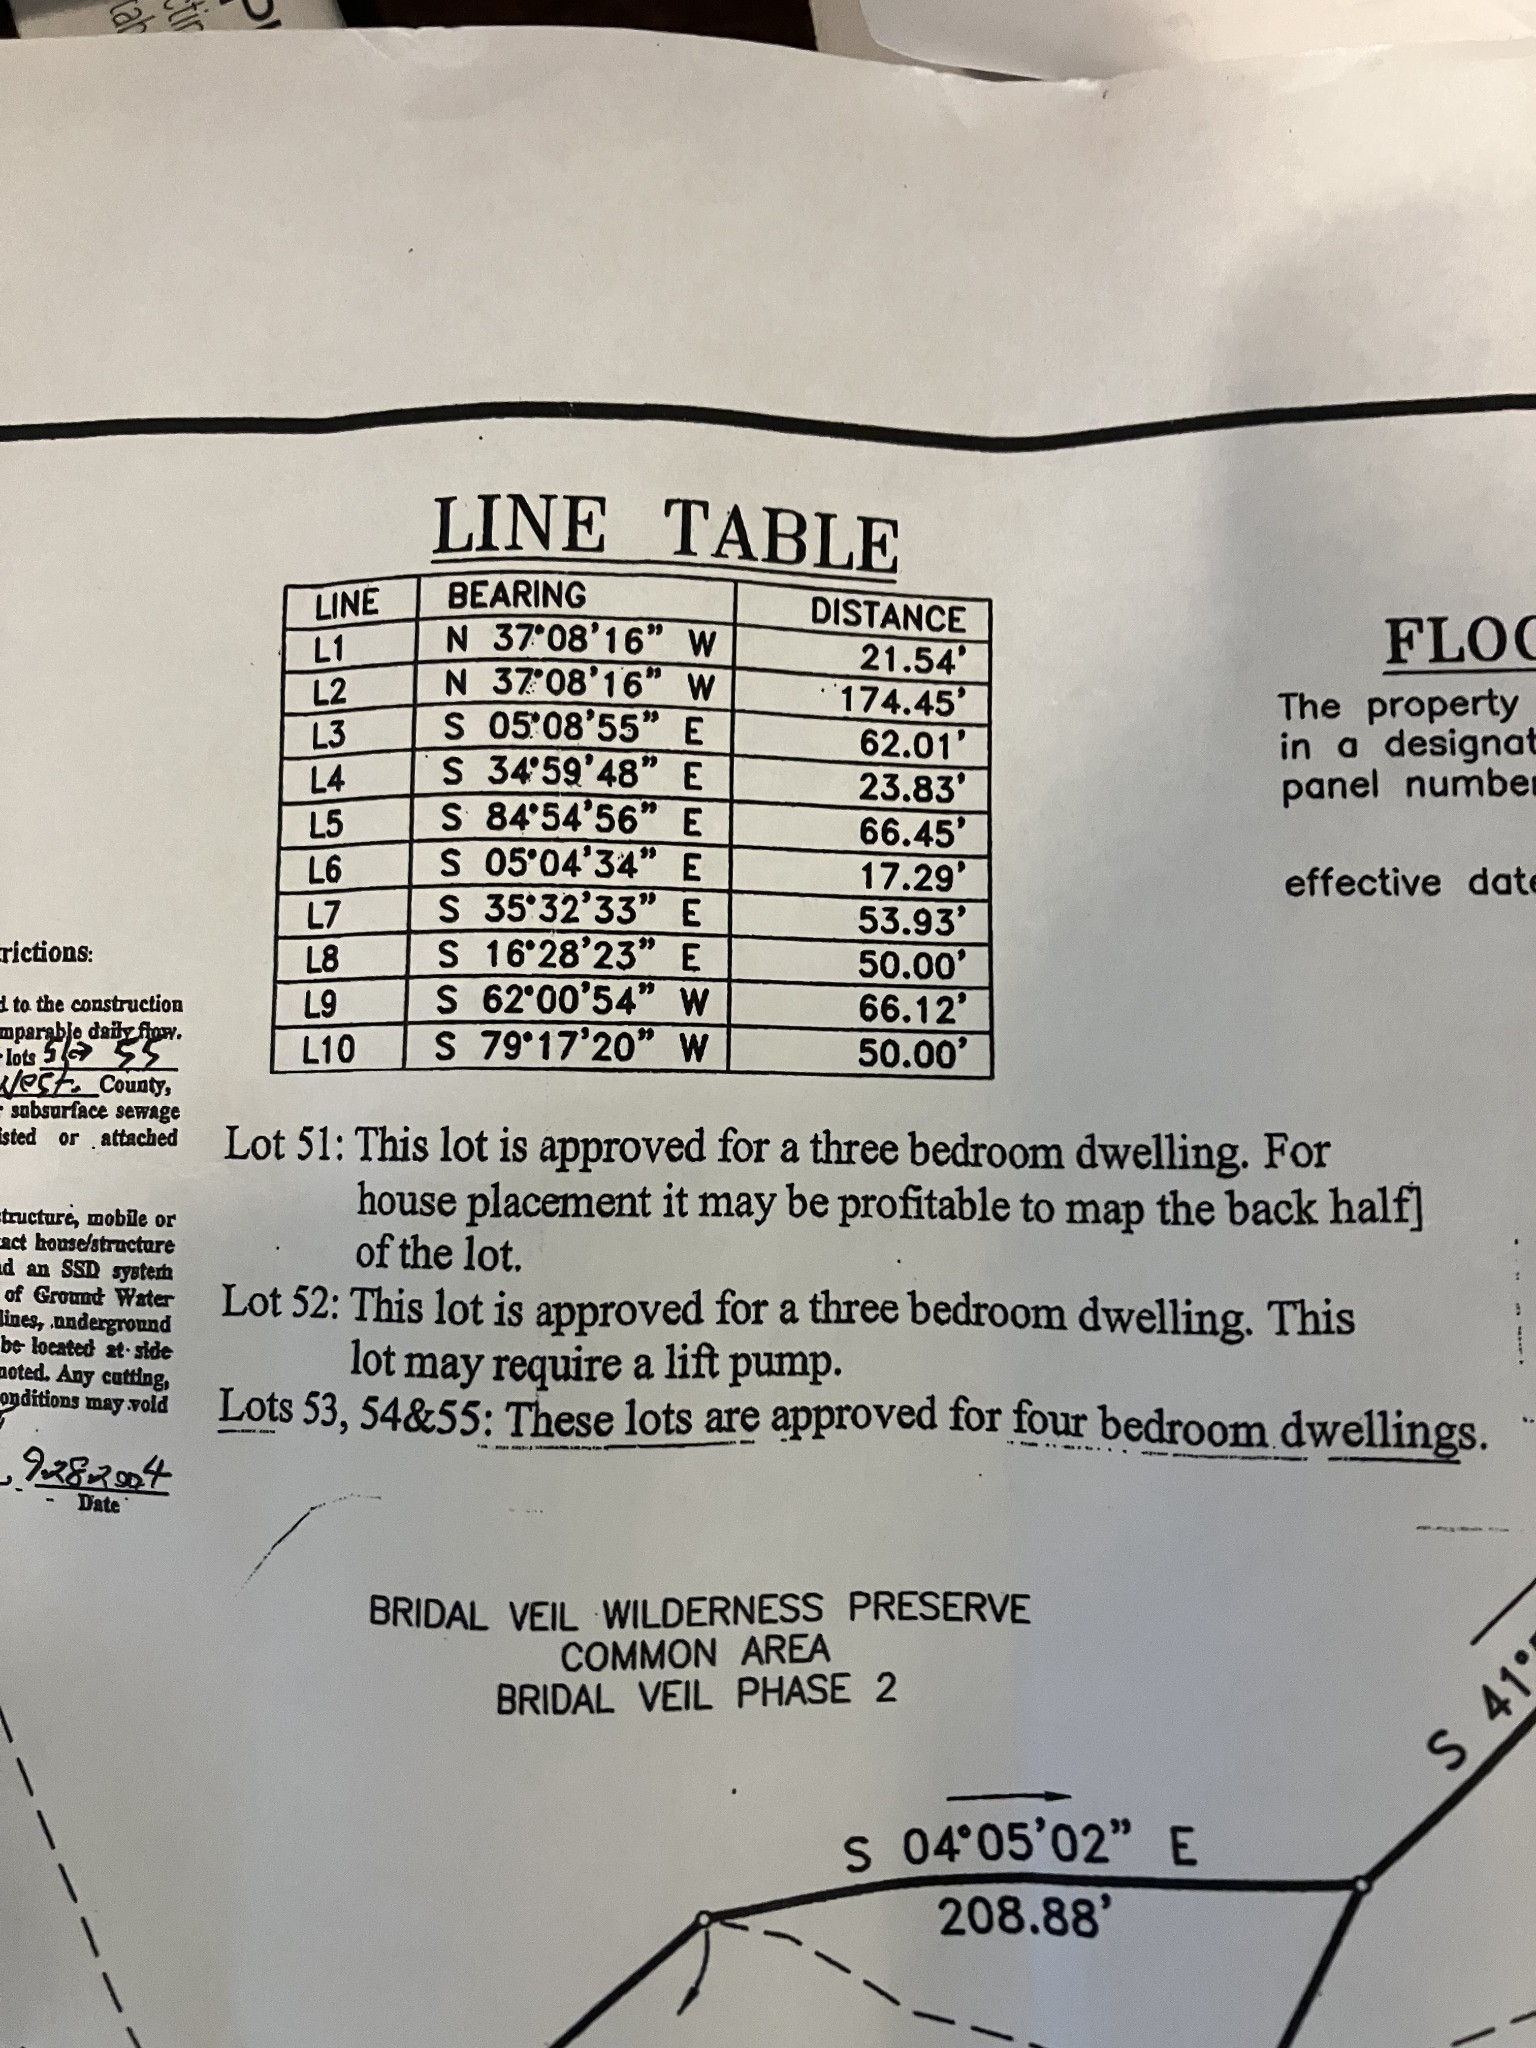 LINE TABLE
LINE BEARING DISTANCE
L1 N 37°08'16" W 21.54'
L2 N 37°08'16" W 174.45'
L3 S 05°08'55" E 62.01'
L4 S 34°59'48" E 23.83'
L5 S 84°54'56" E 66.45'
L6 S 05°04'34" E 17.29'
L7 S 35°32'33" E 53.93'
L8 S 16°28'23" E 50.00'
L9 S 62°00'54" W 66.12'
L10 S 79°17'20" W 50.00'
FLOO
The property
in a designat
panel number
effective date
rictions:
d to the construction
mparable daily flow.
lots 51 55
West. County,
subsurface sewage
isted or attached
structure, mobile or
act house/structure
d an SSD system
of Ground Water
lines, underground
be located at side
noted. Any cutting,
onditions may void
9-28-2004
Date
Lot 51: This lot is approved for a three bedroom dwelling. For
house placement it may be profitable to map the back half]
of the lot.
Lot 52: This lot is approved for a three bedroom dwelling. This
lot may require a lift pump.
Lots 53, 54&55: These lots are approved for four bedroom dwellings.
BRIDAL VEIL WILDERNESS PRESERVE
COMMON AREA
BRIDAL VEIL PHASE 2
S 04°05'02" E
208.88'
S 41°